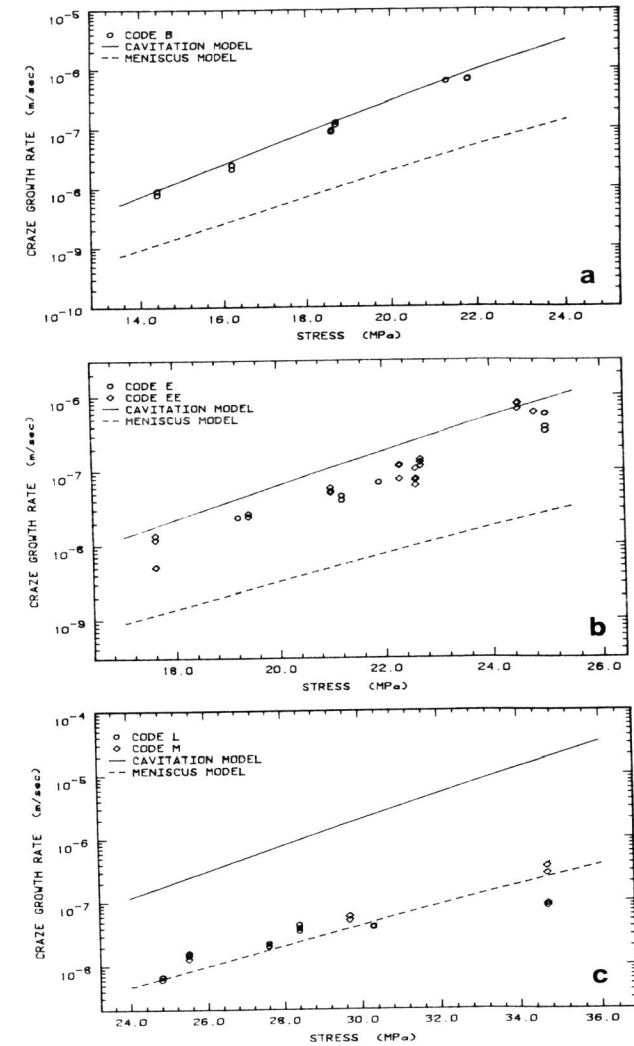 10⁻⁵
○ CODE B
— CAVITATION MODEL
--- MENISCUS MODEL
10⁻⁶
10⁻⁷
10⁻⁸
10⁻⁹
10⁻¹⁰
CRAZE GROWTH RATE (m/sec)
a
14.0 16.0 18.0 20.0 22.0 24.0
STRESS (MPa)
○ CODE E
◇ CODE EE
— CAVITATION MODEL
--- MENISCUS MODEL
10⁻⁶
10⁻⁷
10⁻⁸
10⁻⁹
CRAZE GROWTH RATE (m/sec)
b
18.0 20.0 22.0 24.0 26.0
STRESS (MPa)
10⁻⁴
○ CODE L
◇ CODE M
— CAVITATION MODEL
--- MENISCUS MODEL
10⁻⁵
10⁻⁶
10⁻⁷
10⁻⁸
CRAZE GROWTH RATE (m/sec)
c
24.0 26.0 28.0 30.0 32.0 34.0 36.0
STRESS (MPa)